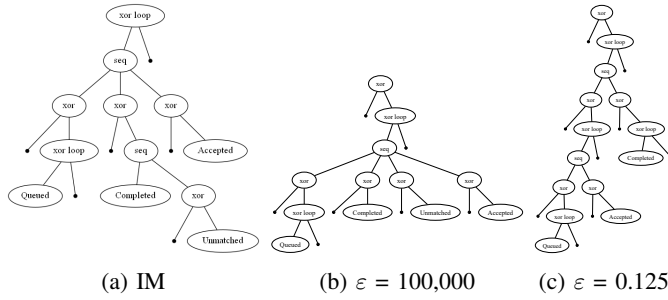 xor loop
seq
xor xor xor
xor loop seq Accepted
Queued Completed xor
Unmatched
(a) IM
xor
xor loop
seq
xor xor xor xor
xor loop Completed Unmatched Accepted
Queued
(b) ε = 100,000
xor
xor loop
seq
xor xor
xor loop xor loop
seq Completed
xor xor
xor loop Accepted
Queued
(c) ε = 0.125